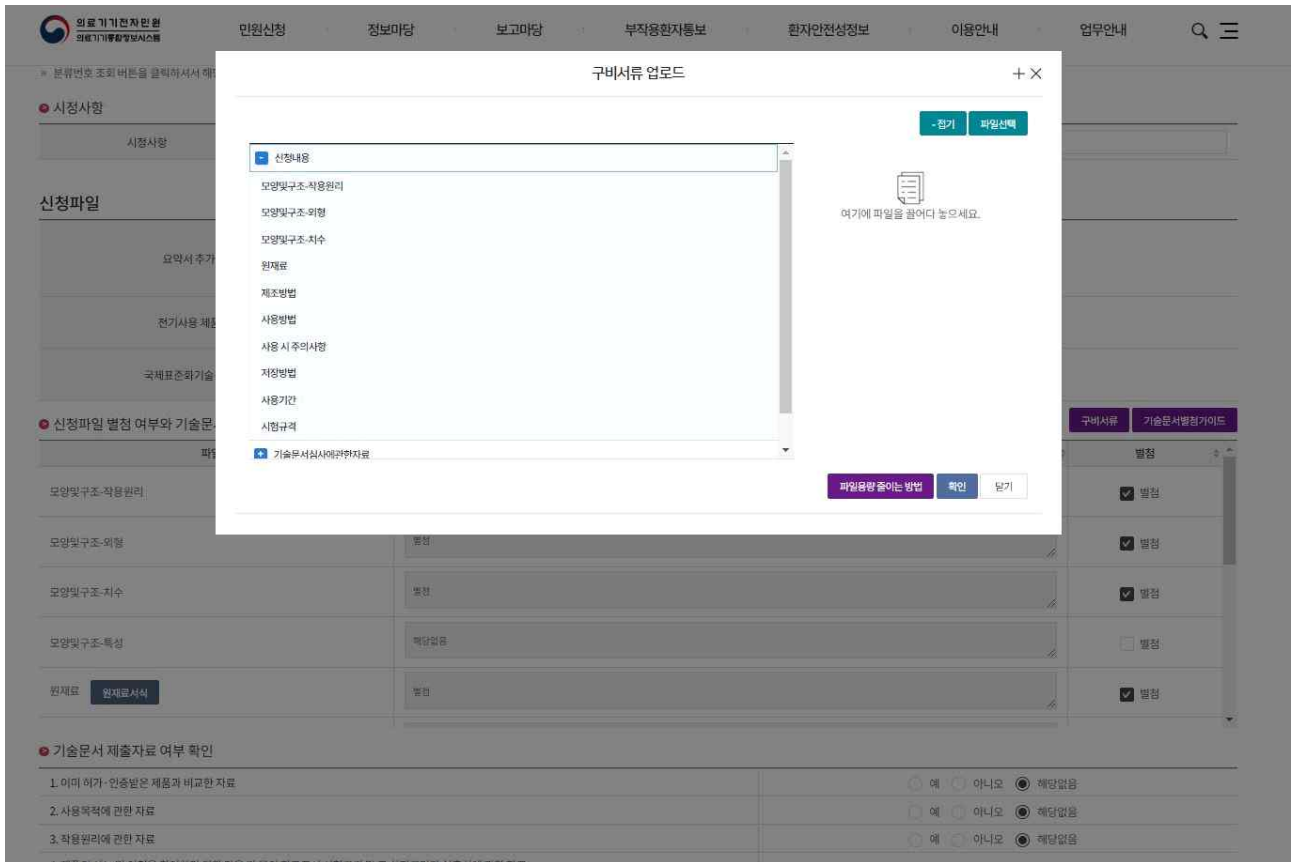 의료기기전자민원
의료기기통합정보시스템
민원신청 정보마당 보고마당 부작용환자통보 환자안전성정보 이용안내 업무안내
분류번호 조회 버튼을 클릭하셔서 해당
구비서류 업로드
시정사항
- 접기 파일선택
시정사항
신청내용
모양및구조-작용원리
모양및구조-외형
모양및구조-치수
원재료
제조방법
사용방법
사용 시 주의사항
저장방법
사용기간
시험규격
기술문서심사에관한자료
여기에 파일을 끌어다 놓으세요.
파일용량 줄이는 방법 확인 닫기
신청파일
요약서 추가
전기사용 제품
국제표준화기술
신청파일 별첨 여부와 기술문
구비서류 기술문서별첨가이드
별첨
모양및구조-작용원리 별첨
모양및구조-외형 별첨 별첨
모양및구조-치수 별첨 별첨
모양및구조-특성 해당없음 별첨
원재료 원재료서식 별첨 별첨
기술문서 제출자료 여부 확인
1. 이미 허가·인증받은 제품과 비교한 자료 예 아니오 해당없음
2. 사용목적에 관한 자료 예 아니오 해당없음
3. 작용원리에 관한 자료 예 아니오 해당없음